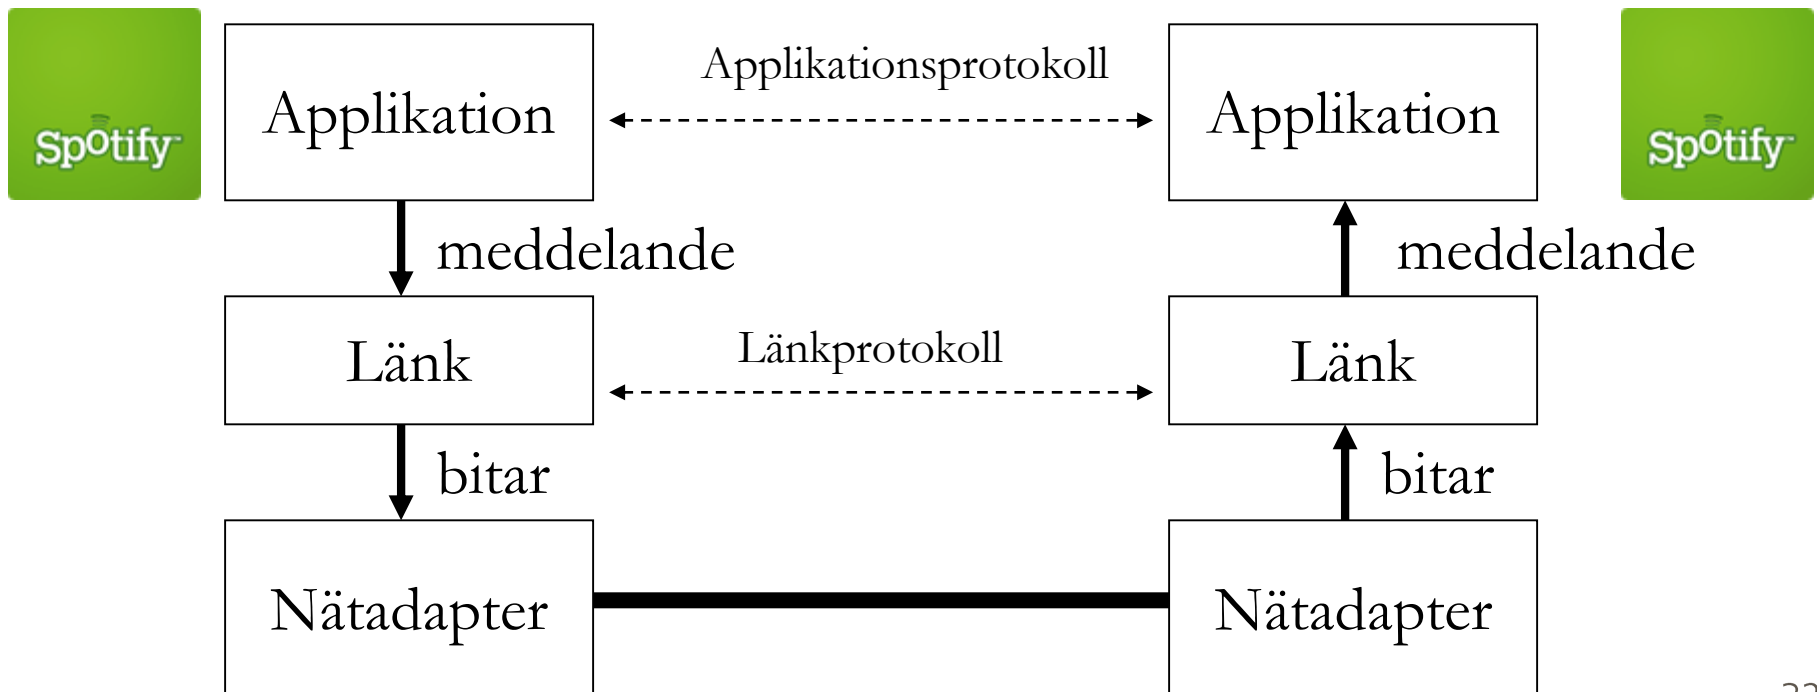 Spotify
Applikation
Applikationsprotokoll
Applikation
Spotify
meddelande
meddelande
Länk
Länkprotokoll
Länk
bitar
bitar
Nätadapter
Nätadapter